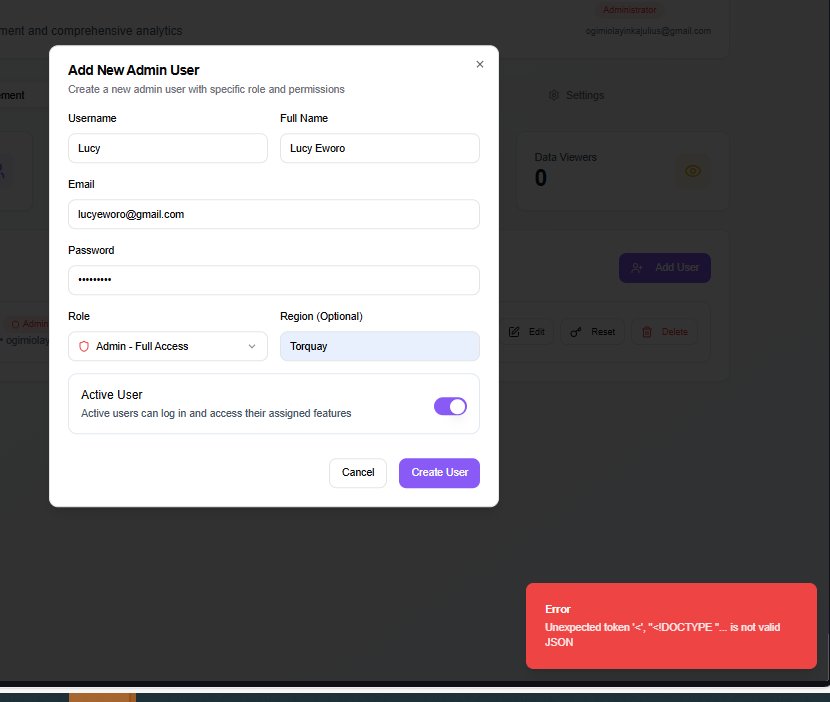 Administrator
ment and comprehensive analytics
ogimiolayinkajulius@gmail.com
Add New Admin User
Create a new admin user with specific role and permissions
ement
Settings
Username
Full Name
Lucy
Lucy Eworo
Data Viewers
0
Email
lucyeworo@gmail.com
Password
•••••••••
Add User
Role
Region (Optional)
Admin
Admin - Full Access
Torquay
Edit
Reset
Delete
• ogimiolay
Active User
Active users can log in and access their assigned features
Cancel
Create User
Error
Unexpected token '<', "<!DOCTYPE "... is not valid
JSON